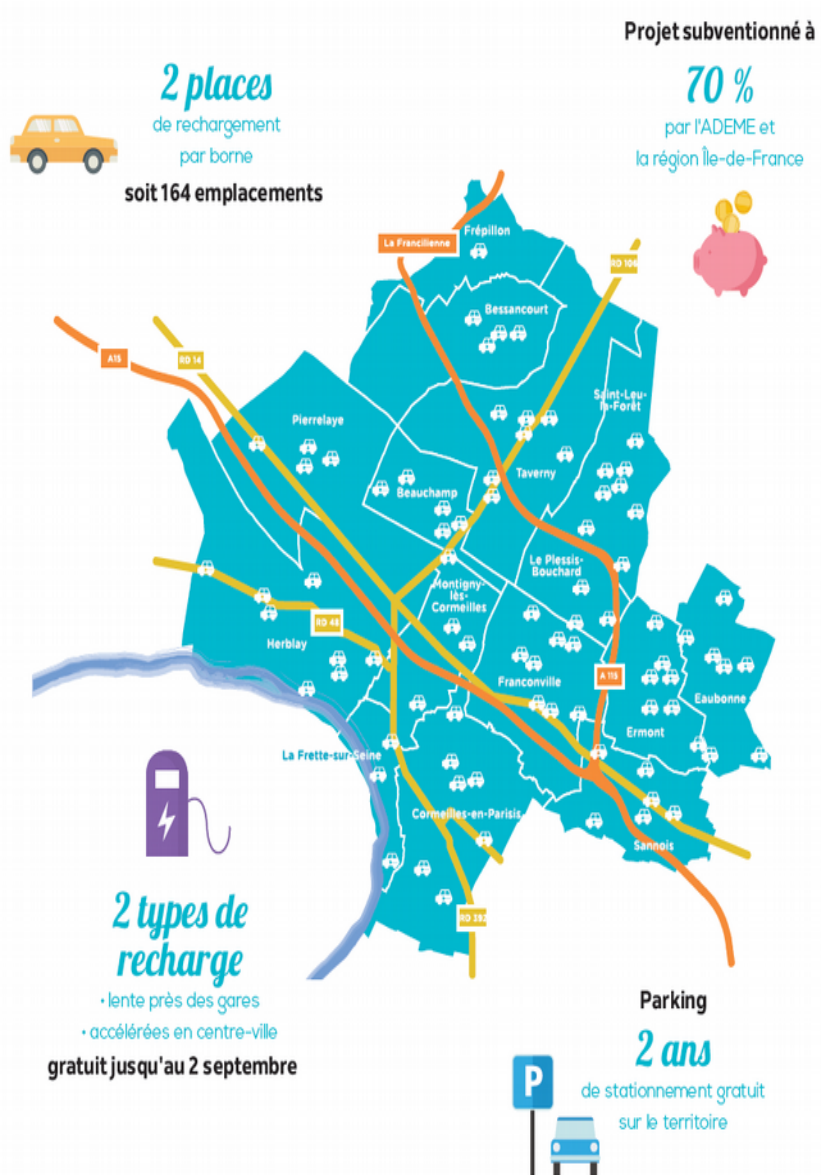 Projet subventionné à
70 %
par l'ADEME et
la région Île-de-France
2 places
de rechargement
par borne
soit 164 emplacements
Frépillon
La Francilienne
RD 106
Bessancourt
A15
RD 14
Saint-Leu-
la-Forêt
Pierrelaye
Taverny
Beauchamp
Le Plessis-
Bouchard
Montigny-
lès-
Cormeilles
RD 48
Herblay
A 115
Franconville
Eaubonne
Ermont
La Frette-sur-Seine
Cormeilles-en-Parisis
Sannois
RD 392
2 types de
recharge
• lente près des gares
• accélérées en centre-ville
gratuit jusqu'au 2 septembre
Parking
2 ans
de stationnement gratuit
sur le territoire
P